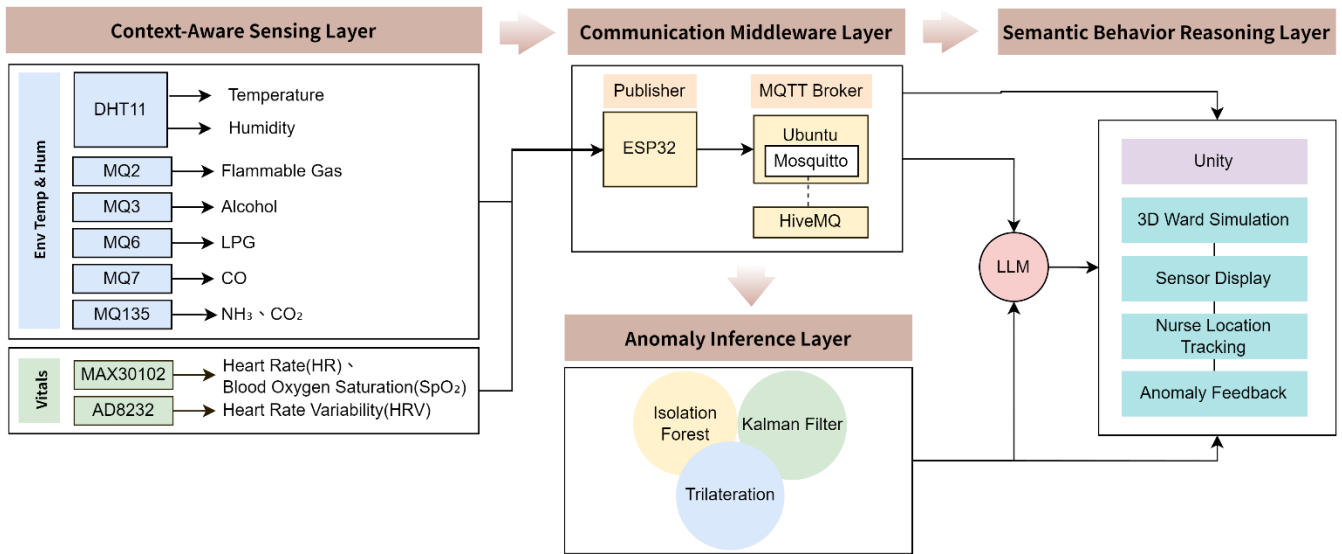 Context-Aware Sensing Layer
Communication Middleware Layer
Semantic Behavior Reasoning Layer
Env Temp & Hum
DHT11
Temperature
Humidity
MQ2
Flammable Gas
MQ3
Alcohol
MQ6
LPG
MQ7
CO
MQ135
NH₃、CO₂
Vitals
MAX30102
Heart Rate(HR)、
Blood Oxygen Saturation(SpO₂)
AD8232
Heart Rate Variability(HRV)
Publisher
MQTT Broker
ESP32
Ubuntu
Mosquitto
HiveMQ
Anomaly Inference Layer
Isolation
Forest
Kalman Filter
Trilateration
LLM
Unity
3D Ward Simulation
Sensor Display
Nurse Location
Tracking
Anomaly Feedback